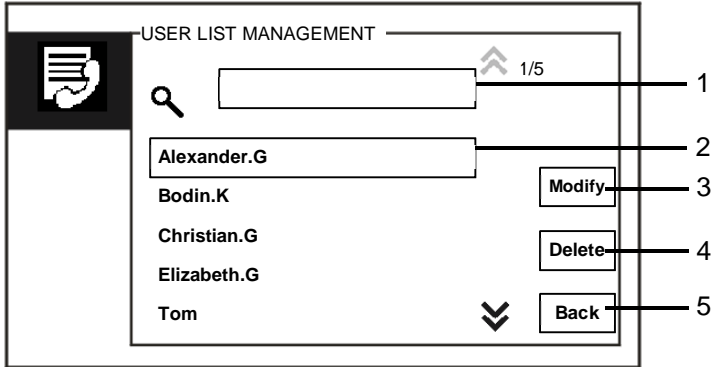 USER LIST MANAGEMENT
1/5
1
Alexander.G
2
Bodin.K
Modify
3
Christian.G
Delete
4
Elizabeth.G
Tom
Back
5